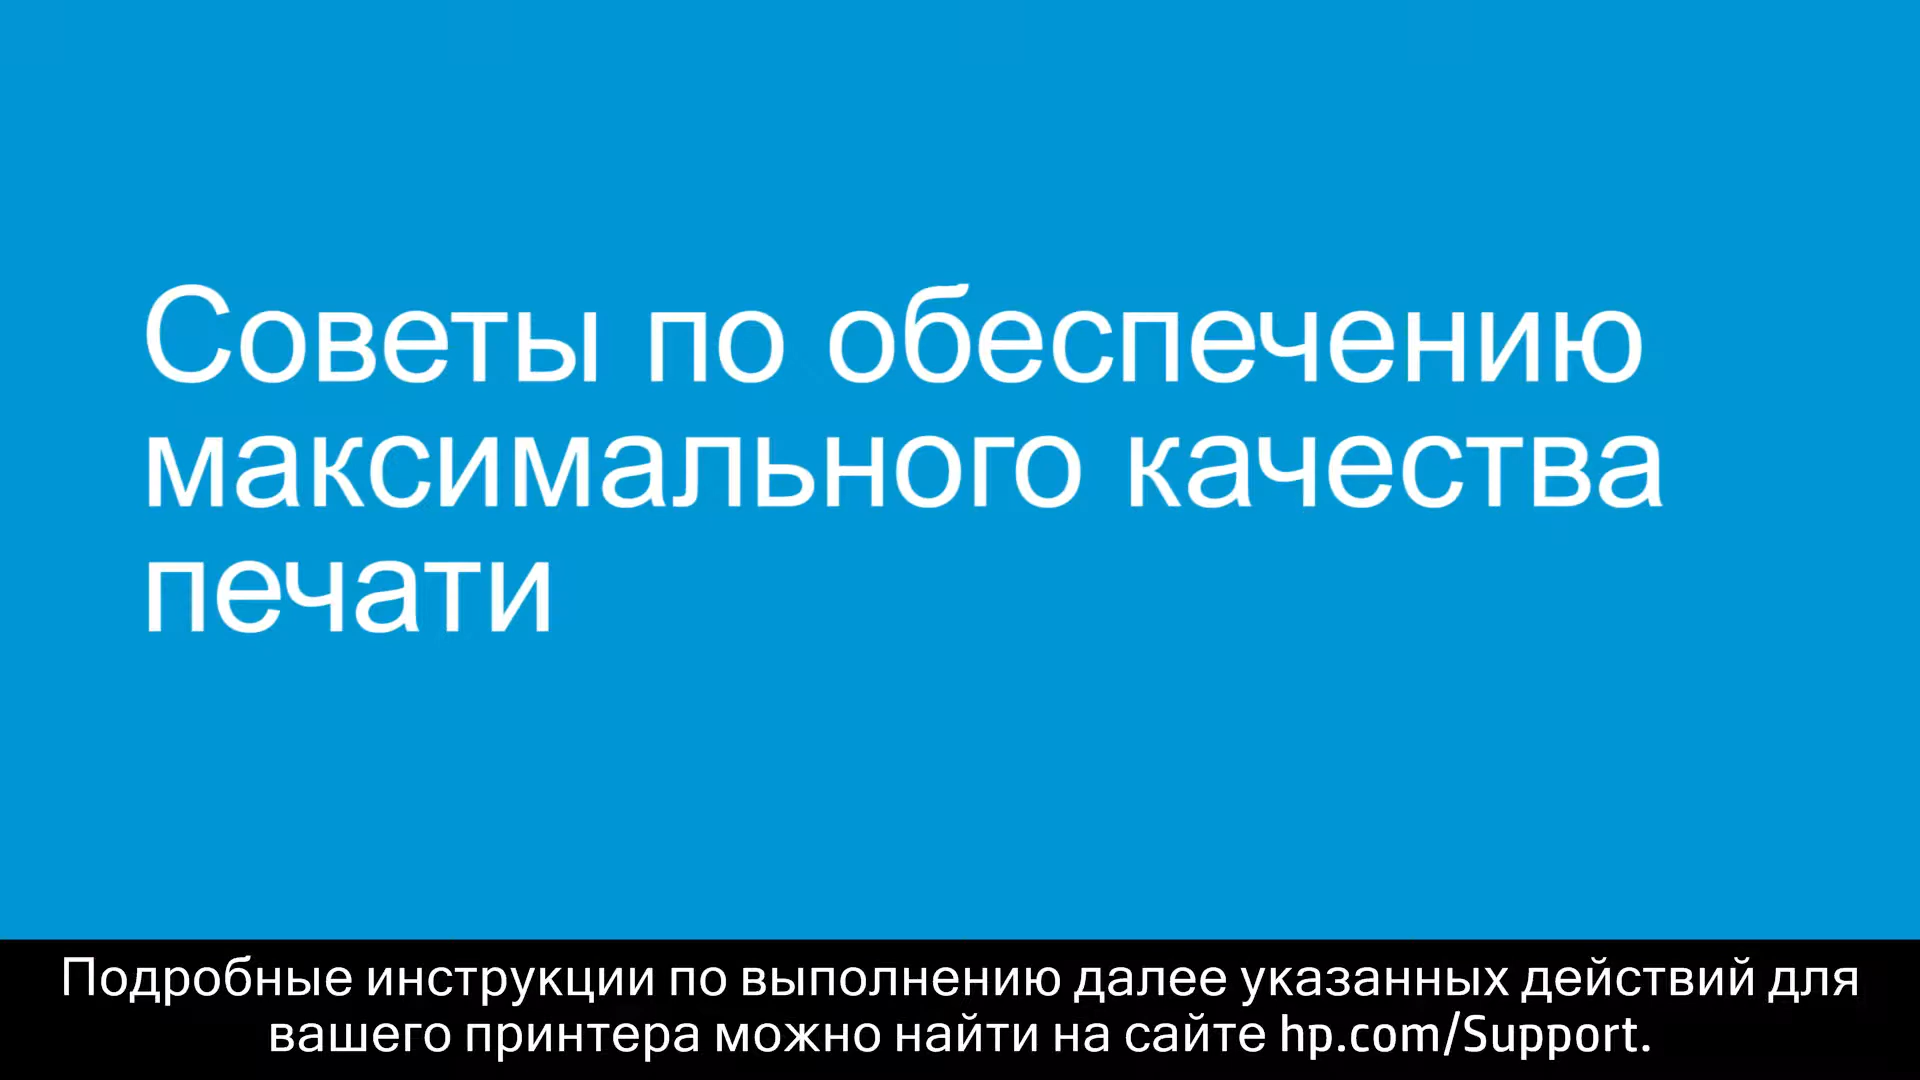 Советы по обеспечению
максимального качества
печати
Подробные инструкции по выполнению далее указанных действий для
вашего принтера можно найти на сайте hp.com/Support.